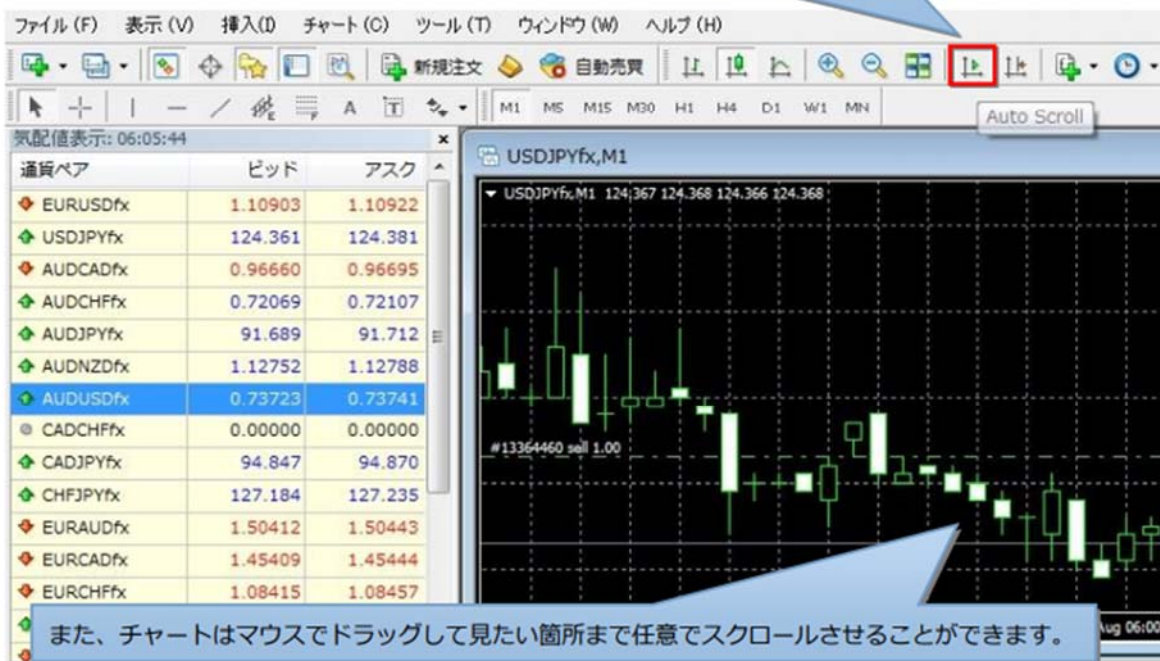 ファイル (F) 表示 (V) 挿入(I) チャート (C) ツール (T) ウィンドウ (W) ヘルプ (H)
新規注文 自動売買
A T M1 M5 M15 M30 H1 H4 D1 W1 MN
Auto Scroll
気配値表示: 06:05:44
通貨ペア ビッド アスク
EURUSDfx 1.10903 1.10922
USDJPYfx 124.361 124.381
AUDCADfx 0.96660 0.96695
AUDCHFfx 0.72069 0.72107
AUDJPYfx 91.689 91.712
AUDNZDfx 1.12752 1.12788
AUDUSDfx 0.73723 0.73741
CADCHFfx 0.00000 0.00000
CADJPYfx 94.847 94.870
CHFJPYfx 127.184 127.235
EURAUDfx 1.50412 1.50443
EURCADfx 1.45409 1.45444
EURCHFfx 1.08415 1.08457
USDJPYfx,M1
USDJPYfx,M1 124.367 124.368 124.366 124.368
#13364460 sell 1.00
また、チャートはマウスでドラッグして見たい箇所まで任意でスクロールさせることができます。
Aug 06:00